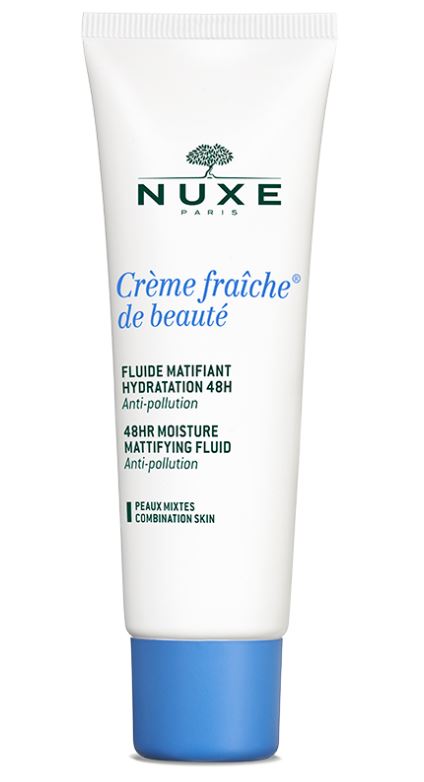 NUXE
PARIS
Crème fraîche®
de beauté
FLUIDE MATIFIANT
HYDRATATION 48H
Anti-pollution
48HR MOISTURE
MATTIFYING FLUID
Anti-pollution
PEAUX MIXTES
COMBINATION SKIN